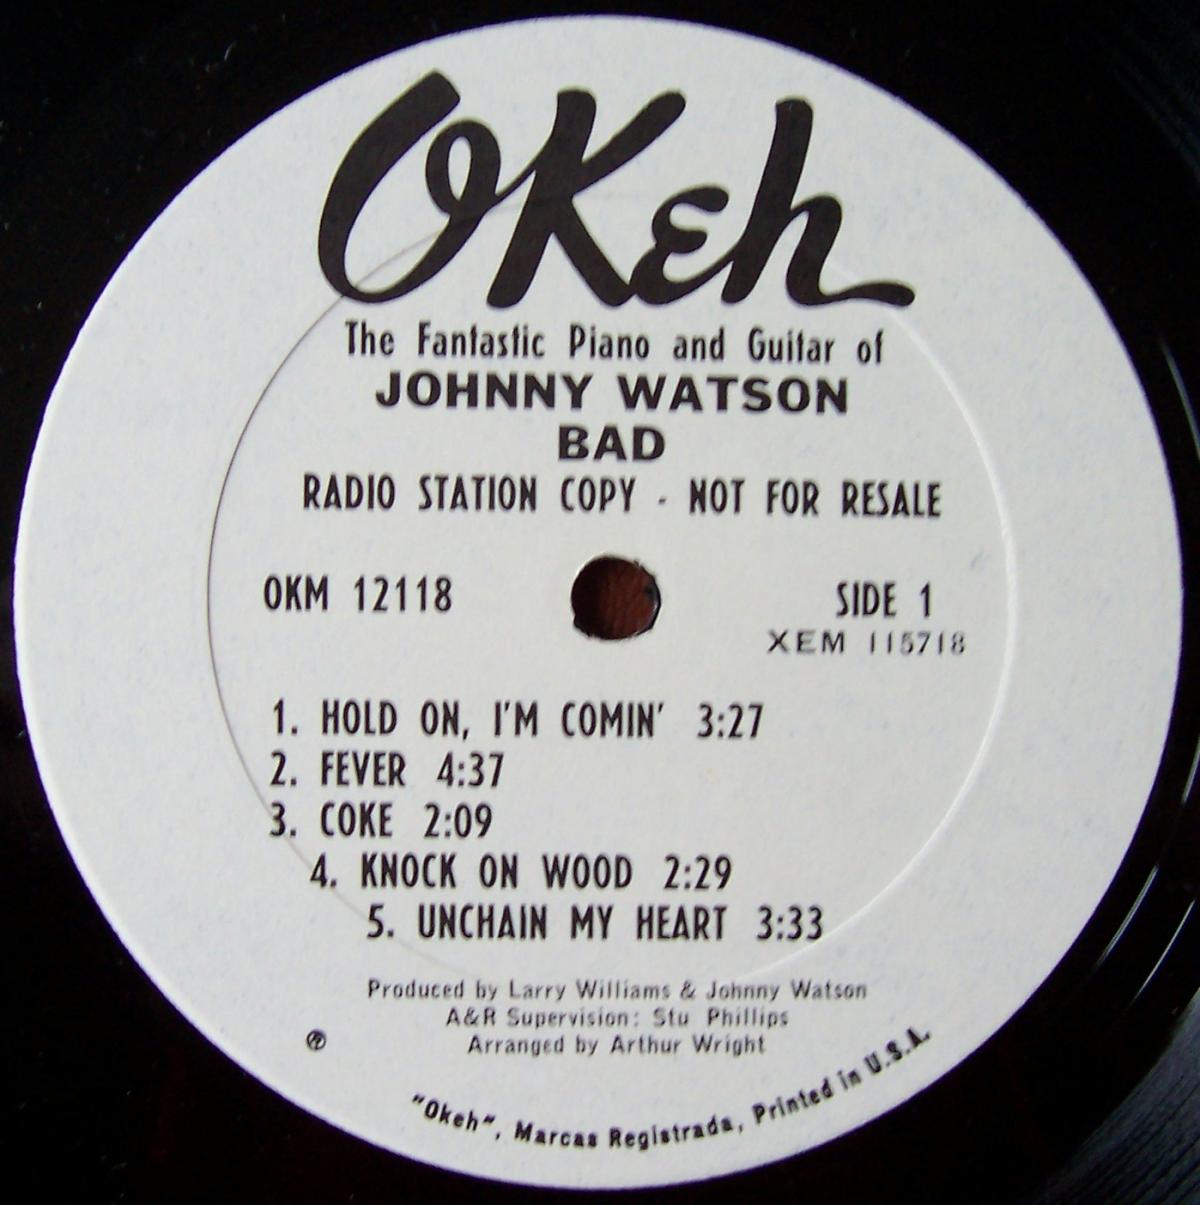 OKeh
The Fantastic Piano and Guitar of
JOHNNY WATSON
BAD
RADIO STATION COPY - NOT FOR RESALE
OKM 12118
SIDE 1
XEM 115718
1. HOLD ON, I'M COMIN' 3:27
2. FEVER 4:37
3. COKE 2:09
4. KNOCK ON WOOD 2:29
5. UNCHAIN MY HEART 3:33
Produced by Larry Williams & Johnny Watson
A&R Supervision: Stu Phillips
Arranged by Arthur Wright
℗
"Okeh", Marcas Registrada, Printed in U.S.A.